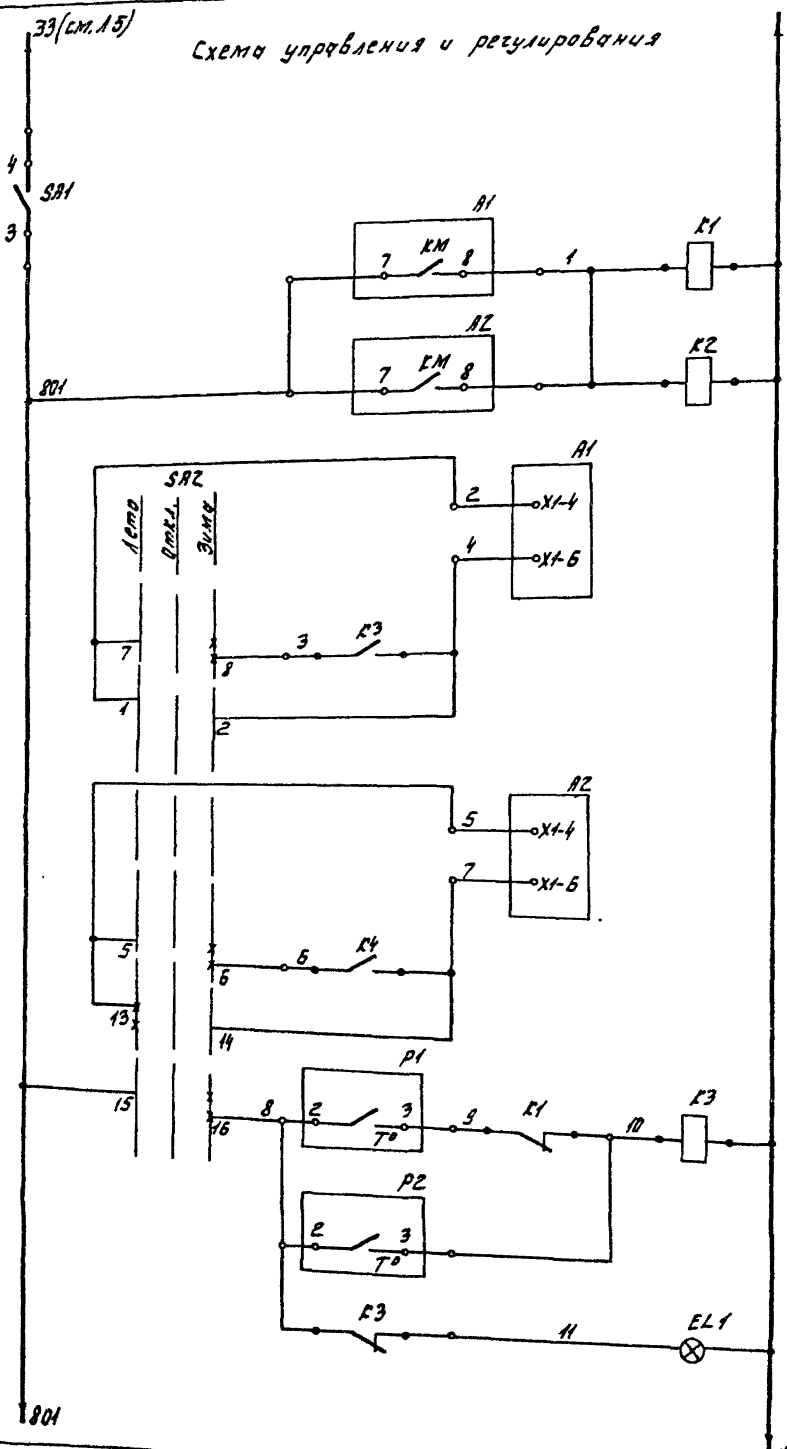 33(см. Л5)
Схема управления и регулирования
4
SA1
3
A1
7 KM 8
1
K1
A2
7 KM 8
K2
801
SA2
Лето
Откл.
Зима
A1
2
X1-4
4
X1-6
7
8
3
K3
1
2
A2
5
X1-4
7
X1-6
5
6
6
K4
13
14
15
16
8
P1
2
3
T°
9
K1
10
K3
P2
2
3
T°
K3
11
EL1
801